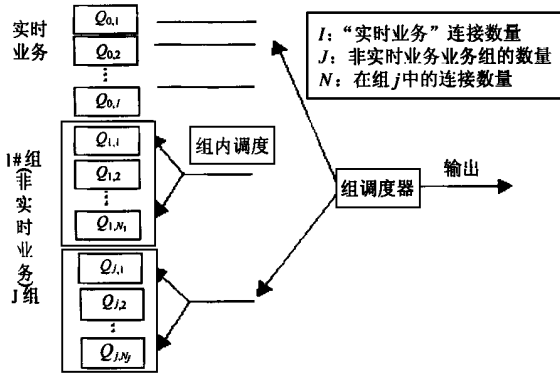 实时
业务
Q0,1
Q0,2
Q0,I
1#组
(非实时业务)
J组
Q1,1
Q1,2
Q1,N1
Qj,1
Qj,2
Qj,Nj
组内调度
I：“实时业务”连接数量
J：非实时业务业务组的数量
N：在组j中的连接数量
组调度器
输出